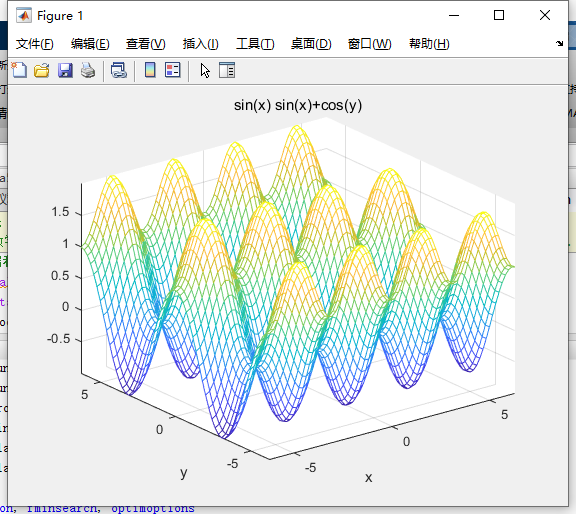 Figure 1
文件(F) 编辑(E) 查看(V) 插入(I) 工具(T) 桌面(D) 窗口(W) 帮助(H)
sin(x) sin(x)+cos(y)
1.5
1
0.5
0
-0.5
5
0
-5
y
-5
0
5
x
on, fminsearch, optimoptions